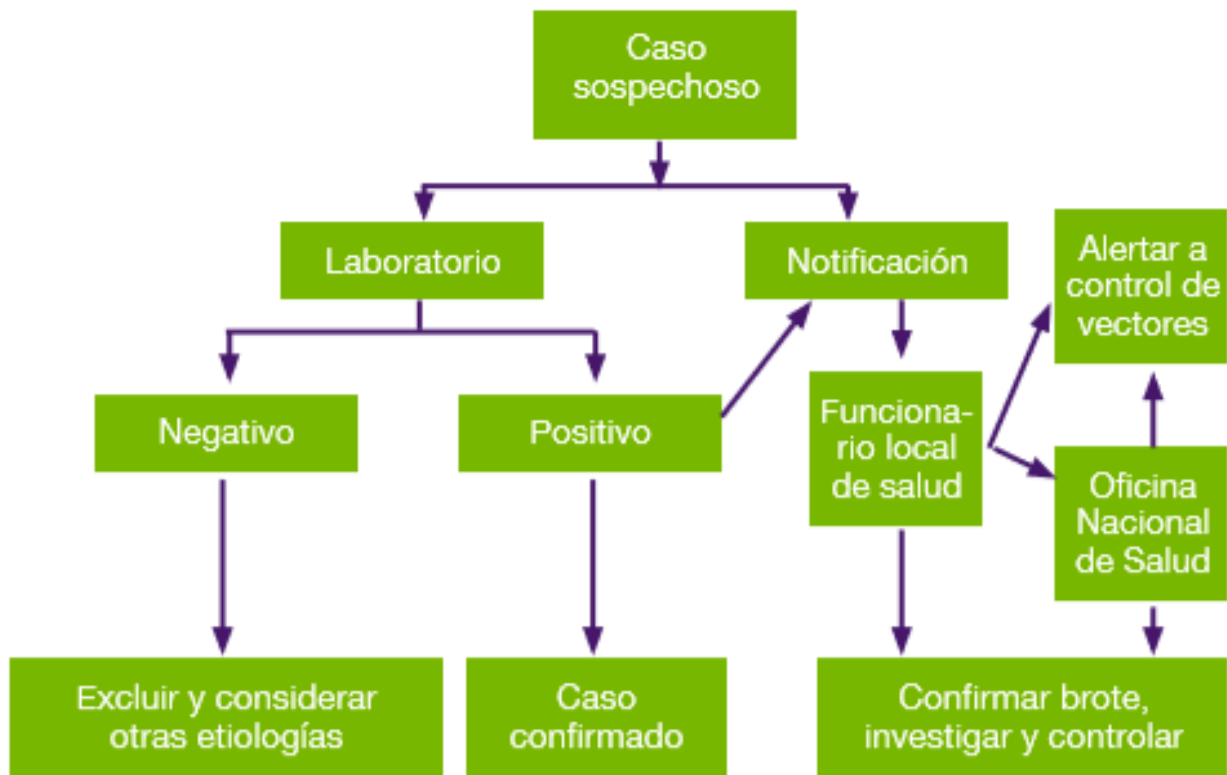 Caso
sospechoso
Laboratorio
Notificación
Alertar a
control de
vectores
Negativo
Positivo
Funciona-
rio local
de salud
Oficina
Nacional
de Salud
Excluir y considerar
otras etiologías
Caso
confirmado
Confirmar brote,
investigar y controlar